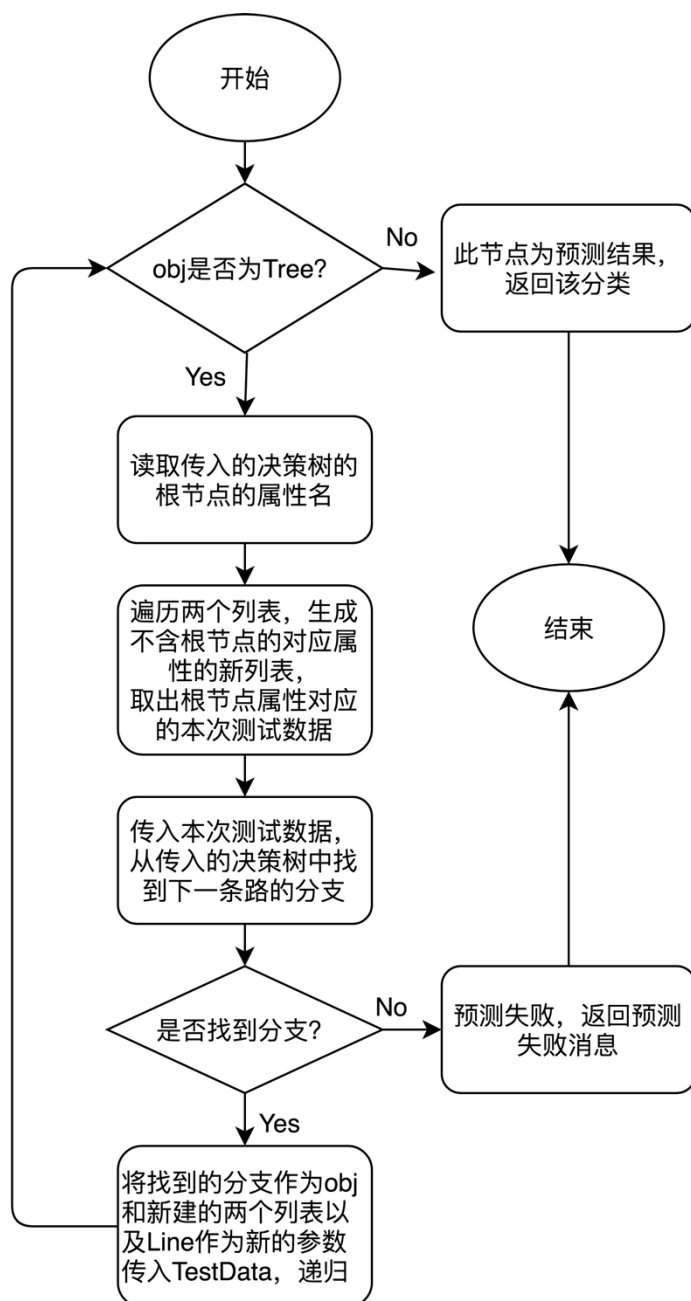 开始
obj是否为Tree?
No
此节点为预测结果，
返回该分类
Yes
读取传入的决策树的
根节点的属性名
遍历两个列表，生成
不含根节点的对应属
性的新列表，
取出根节点属性对应
的本次测试数据
结束
传入本次测试数据，
从传入的决策树中找
到下一条路的分支
是否找到分支?
No
预测失败，返回预测
失败消息
Yes
将找到的分支作为obj
和新建的两个列表以
及Line作为新的参数
传入TestData，递归